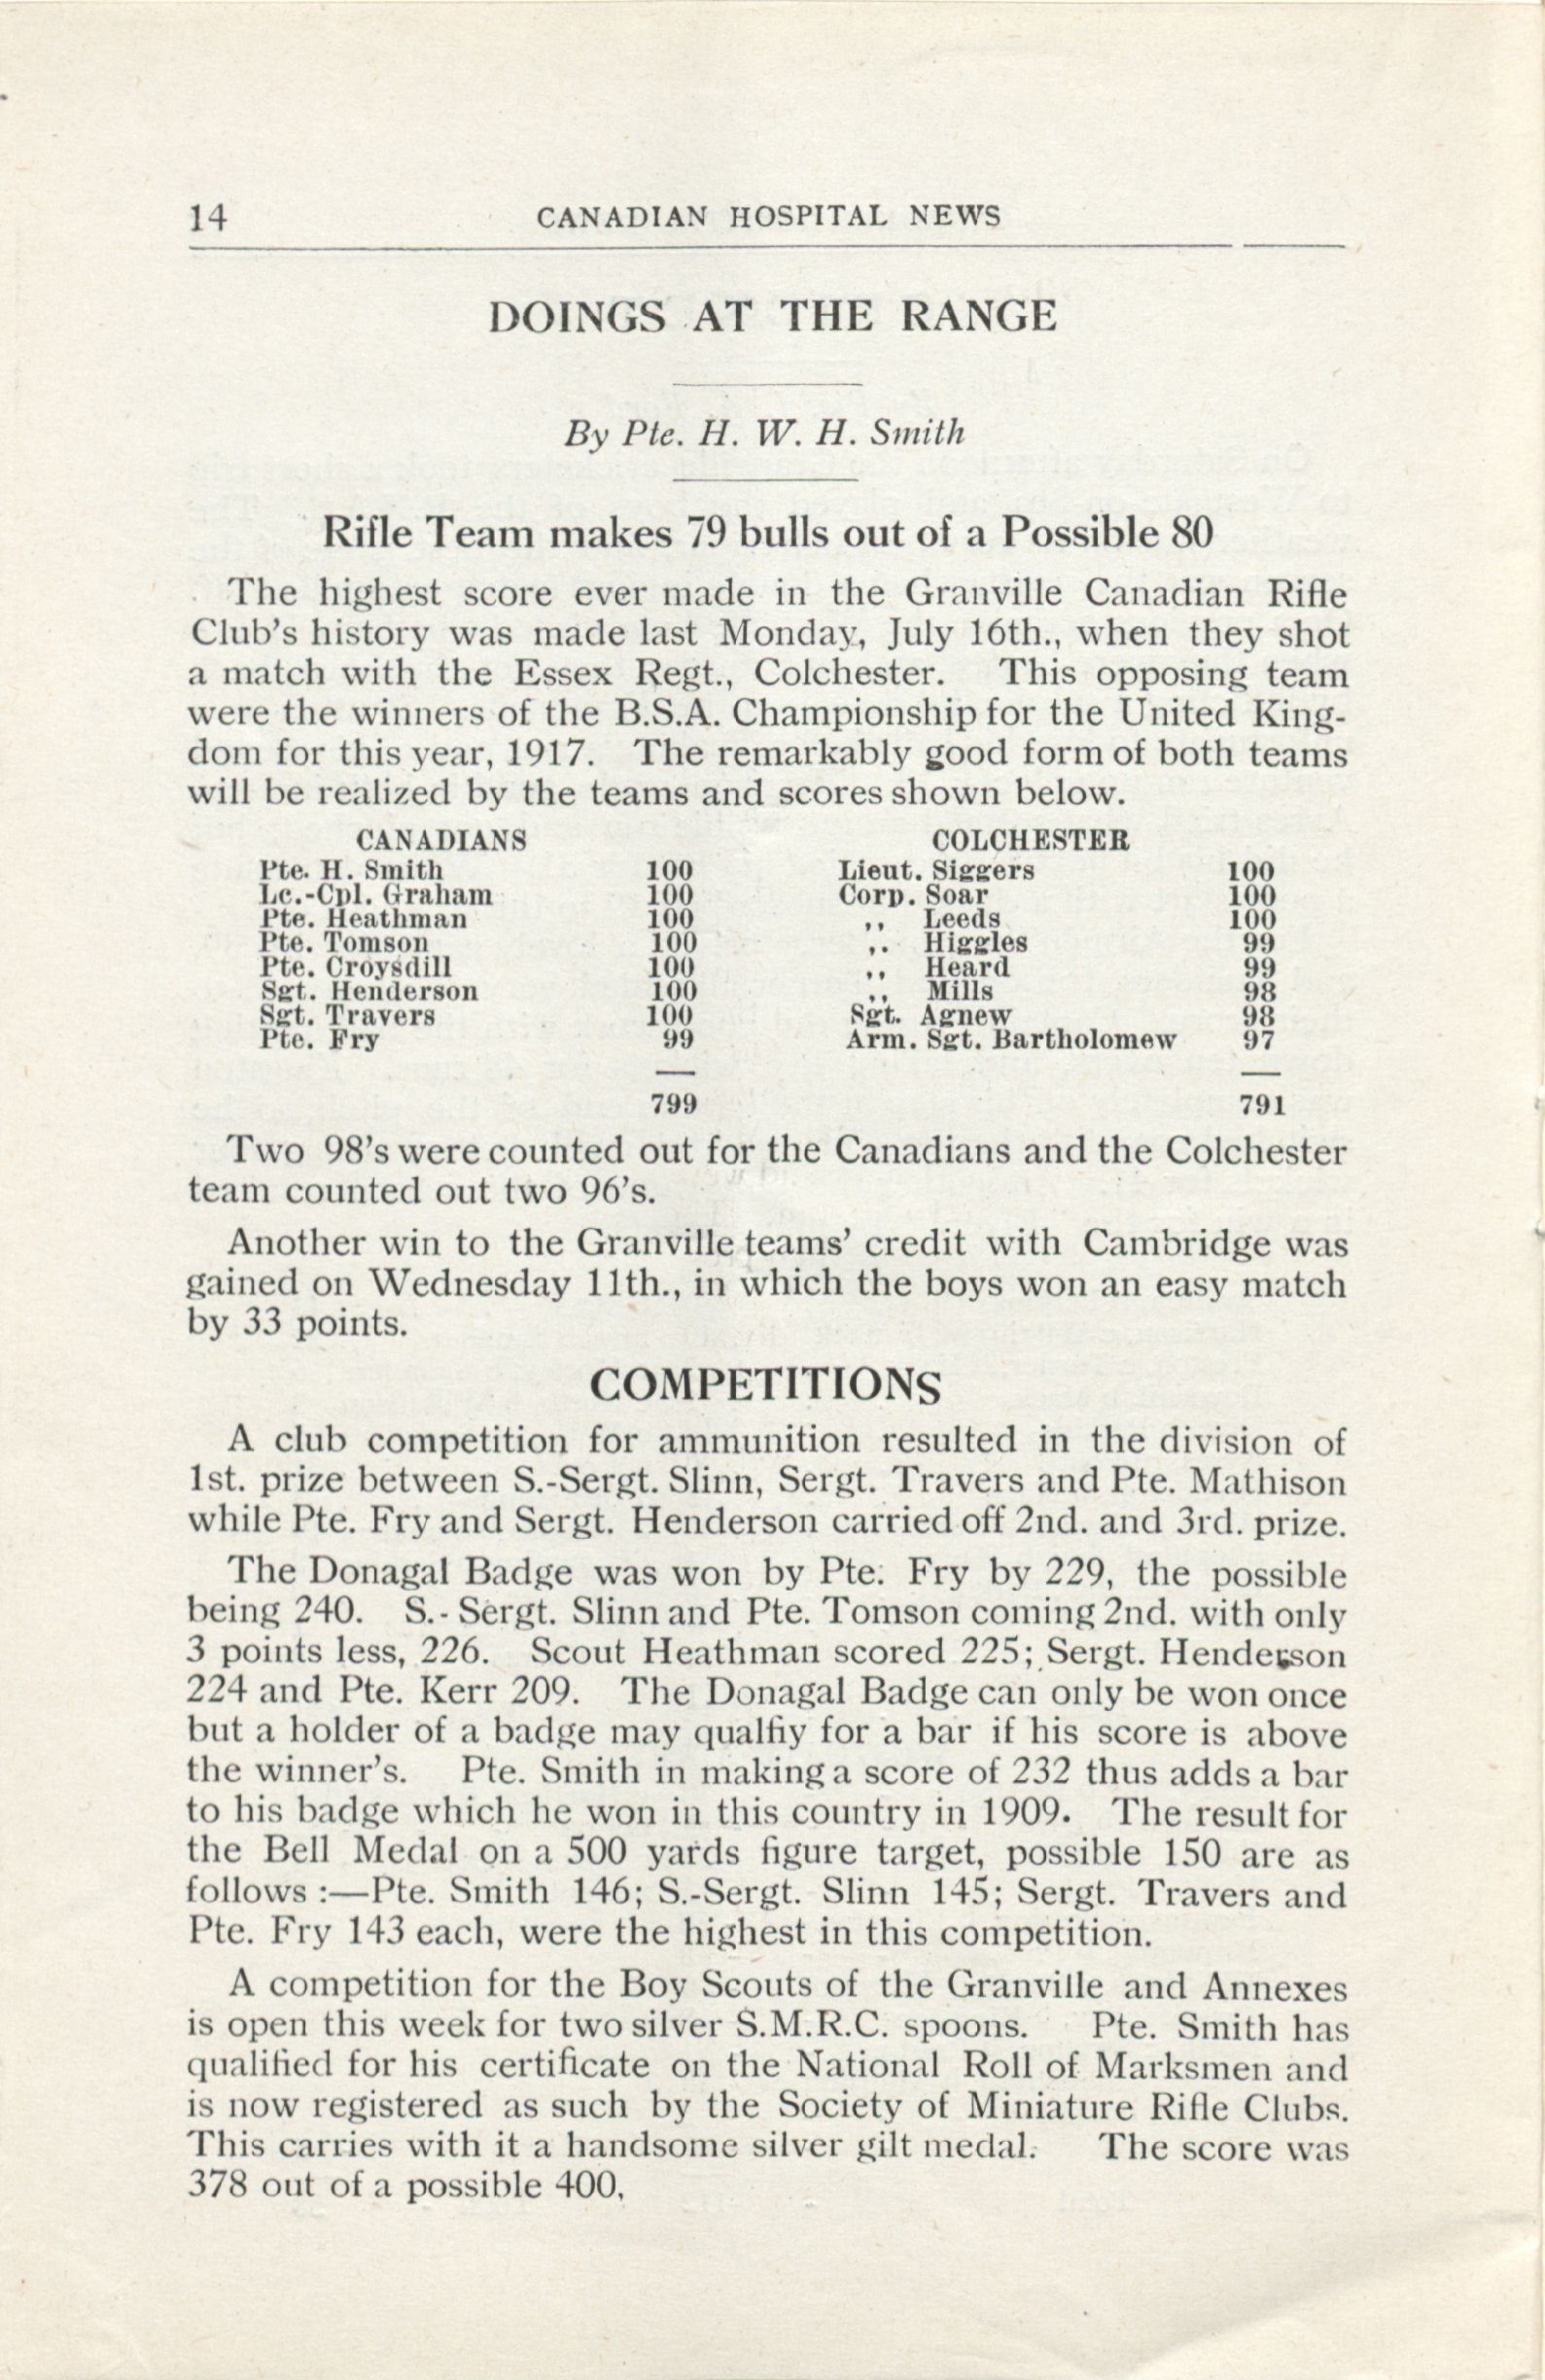 14 CANADIAN HOSPITAL NEWS
DOINGS AT THE RANGE
By Pte. H. W. H. Smith
Rifle Team makes 79 bulls out of a Possible 80
The highest score ever made in the Granville Canadian Rifle
Club's history was made last Monday, July 16th., when they shot
a match with the Essex Regt., Colchester. This opposing team
were the winners of the B.S.A. Championship for the United King-
dom for this year, 1917. The remarkably good form of both teams
will be realized by the teams and scores shown below.
CANADIANS COLCHESTER
Pte. H. Smith 100 Lieut. Siggers 100
Lc.-Cpl. Graham 100 Corp. Soar 100
Pte. Heathman 100 ,, Leeds 100
Pte. Tomson 100 ,, Higgles 99
Pte. Croysdill 100 ,, Heard 99
Sgt. Henderson 100 ,, Mills 98
Sgt. Travers 100 Sgt. Agnew 98
Pte. Fry 99 Arm. Sgt. Bartholomew 97
799 791
Two 98's were counted out for the Canadians and the Colchester
team counted out two 96's.
Another win to the Granville teams' credit with Cambridge was
gained on Wednesday 11th., in which the boys won an easy match
by 33 points.
COMPETITIONS
A club competition for ammunition resulted in the division of
1st. prize between S.-Sergt. Slinn, Sergt. Travers and Pte. Mathison
while Pte. Fry and Sergt. Henderson carried off 2nd. and 3rd. prize.
The Donagal Badge was won by Pte. Fry by 229, the possible
being 240. S.-Sergt. Slinn and Pte. Tomson coming 2nd. with only
3 points less, 226. Scout Heathman scored 225; Sergt. Henderson
224 and Pte. Kerr 209. The Donagal Badge can only be won once
but a holder of a badge may qualfiy for a bar if his score is above
the winner's. Pte. Smith in making a score of 232 thus adds a bar
to his badge which he won in this country in 1909. The result for
the Bell Medal on a 500 yards figure target, possible 150 are as
follows :—Pte. Smith 146; S.-Sergt. Slinn 145; Sergt. Travers and
Pte. Fry 143 each, were the highest in this competition.
A competition for the Boy Scouts of the Granville and Annexes
is open this week for two silver S.M.R.C. spoons. Pte. Smith has
qualified for his certificate on the National Roll of Marksmen and
is now registered as such by the Society of Miniature Rifle Clubs.
This carries with it a handsome silver gilt medal. The score was
378 out of a possible 400,